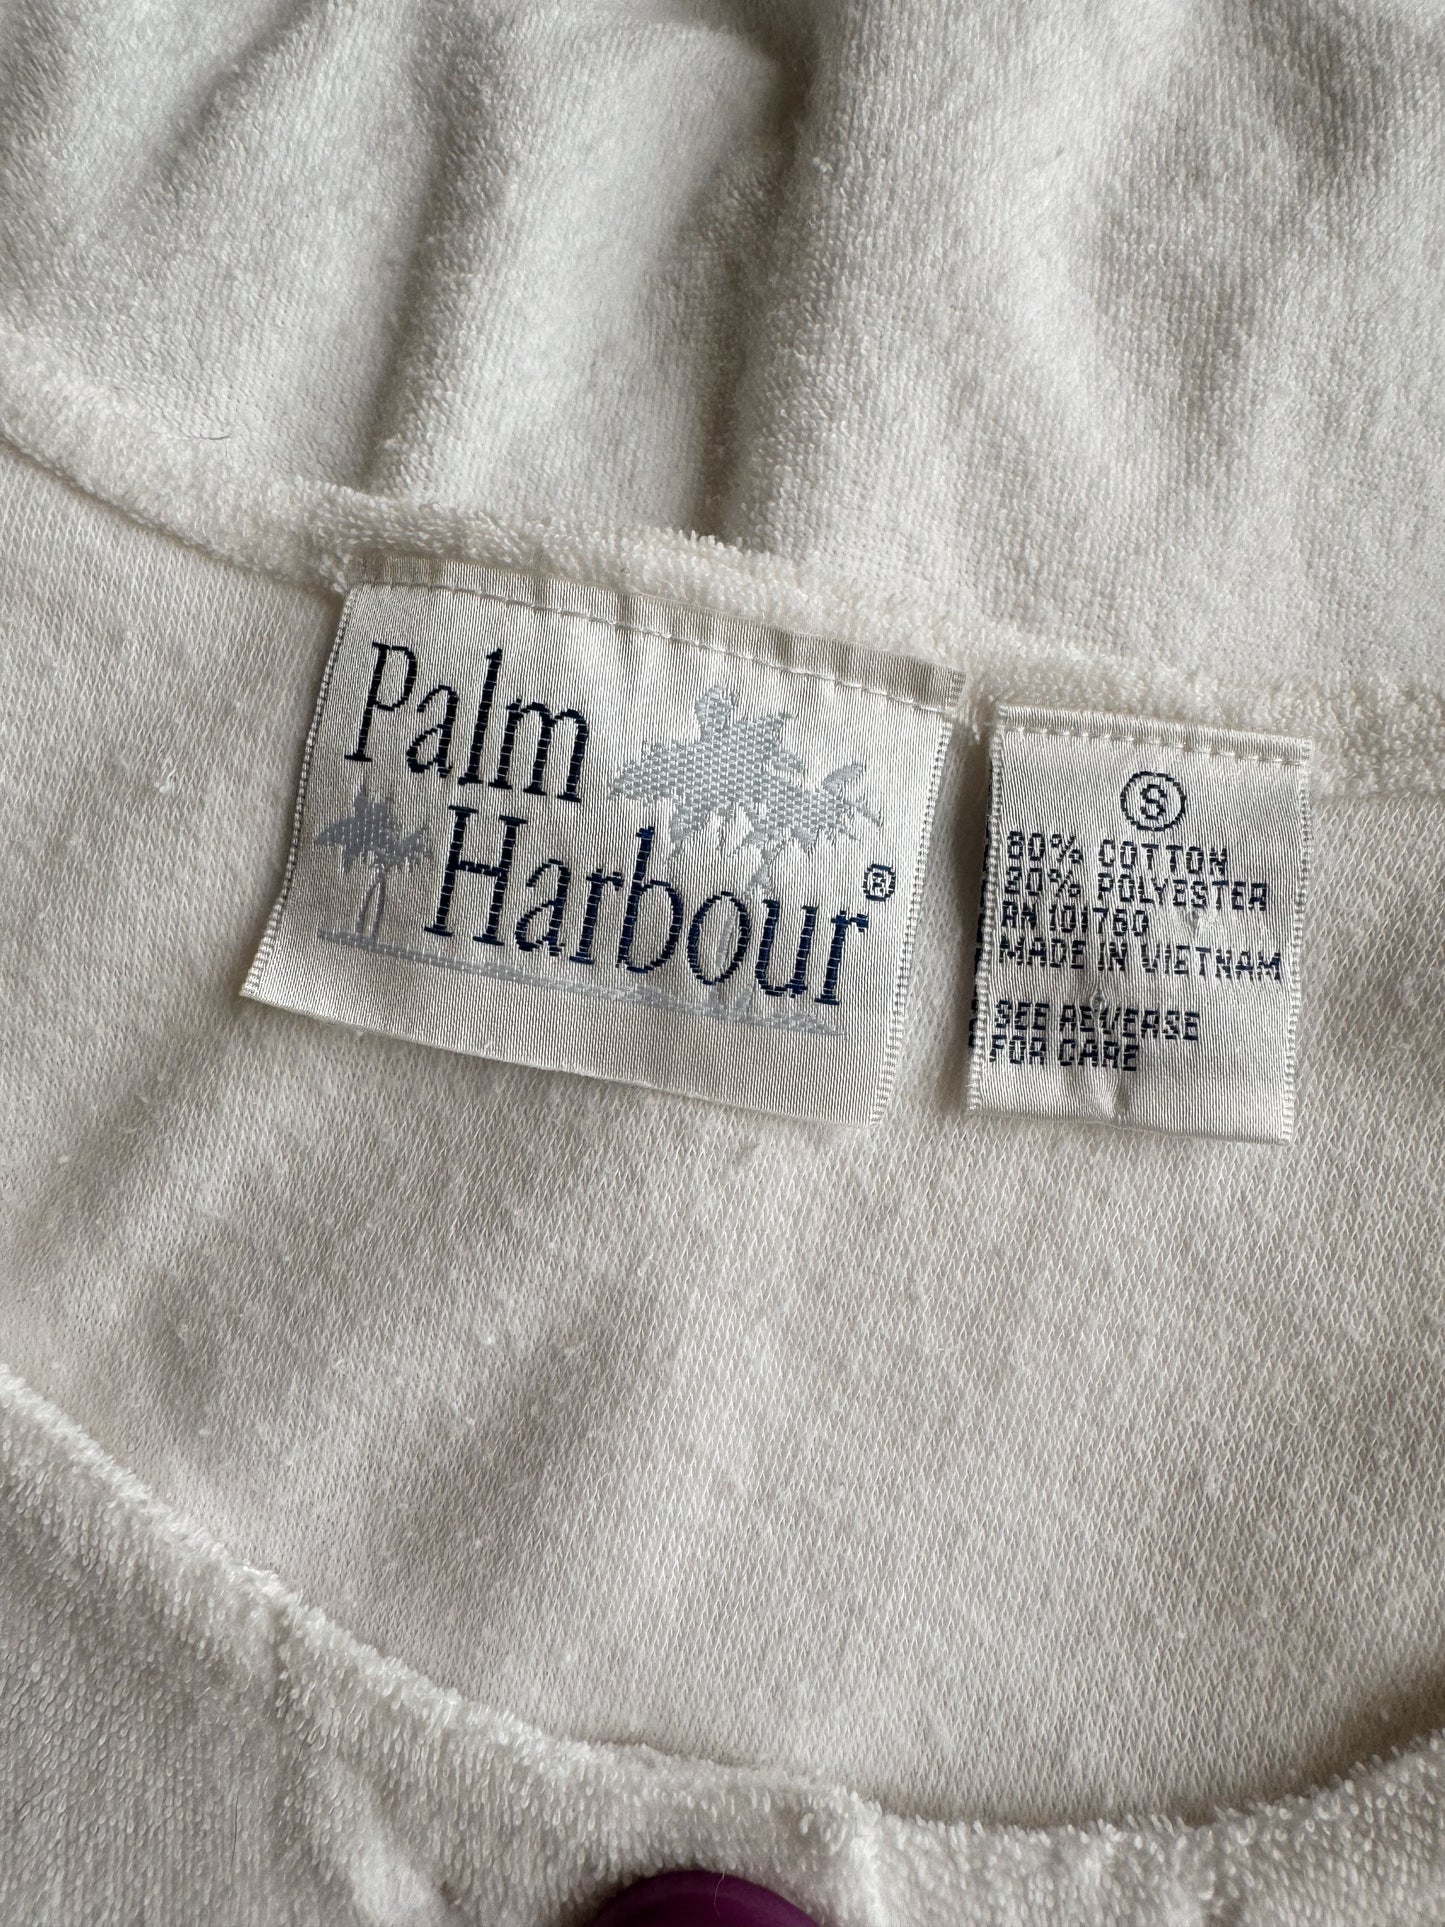 Palm
Harbour®
S
80% COTTON
20% POLYESTER
RN 101760
MADE IN VIETNAM
SEE REVERSE
FOR CARE